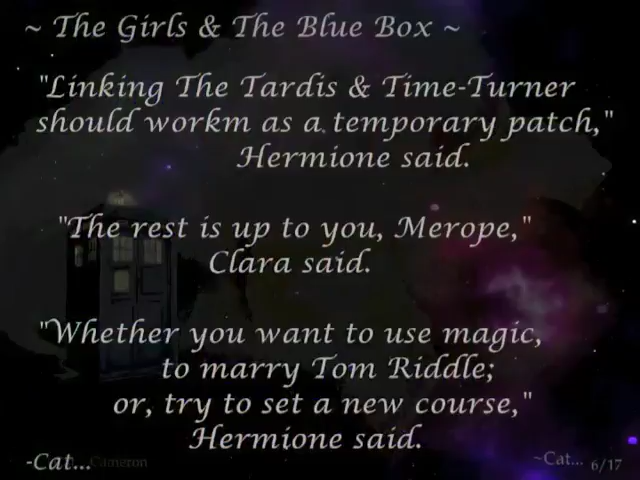 ~ The Girls & The Blue Box ~
"Linking The Tardis & Time-Turner
should workm as a temporary patch,"
Hermione said.
"The rest is up to you, Merope,"
Clara said.
"Whether you want to use magic,
to marry Tom Riddle;
or, try to set a new course,"
Hermione said.
-Cat... Cameron
~Cat... 6/17